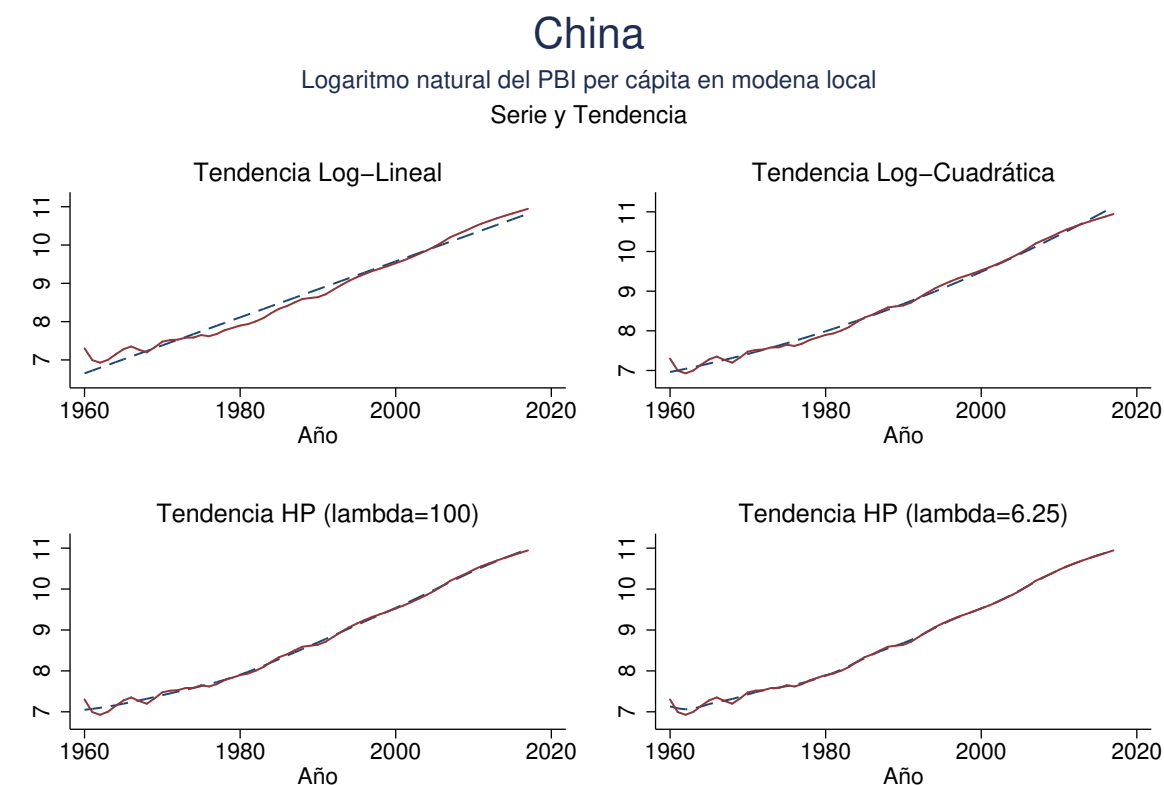 China
Logaritmo natural del PBI per cápita en modena local
Serie y Tendencia
Tendencia Log−Lineal
11
10
9
8
7
1960 1980 2000 2020
Año
Tendencia Log−Cuadrática
11
10
9
8
7
1960 1980 2000 2020
Año
Tendencia HP (lambda=100)
11
10
9
8
7
1960 1980 2000 2020
Año
Tendencia HP (lambda=6.25)
11
10
9
8
7
1960 1980 2000 2020
Año